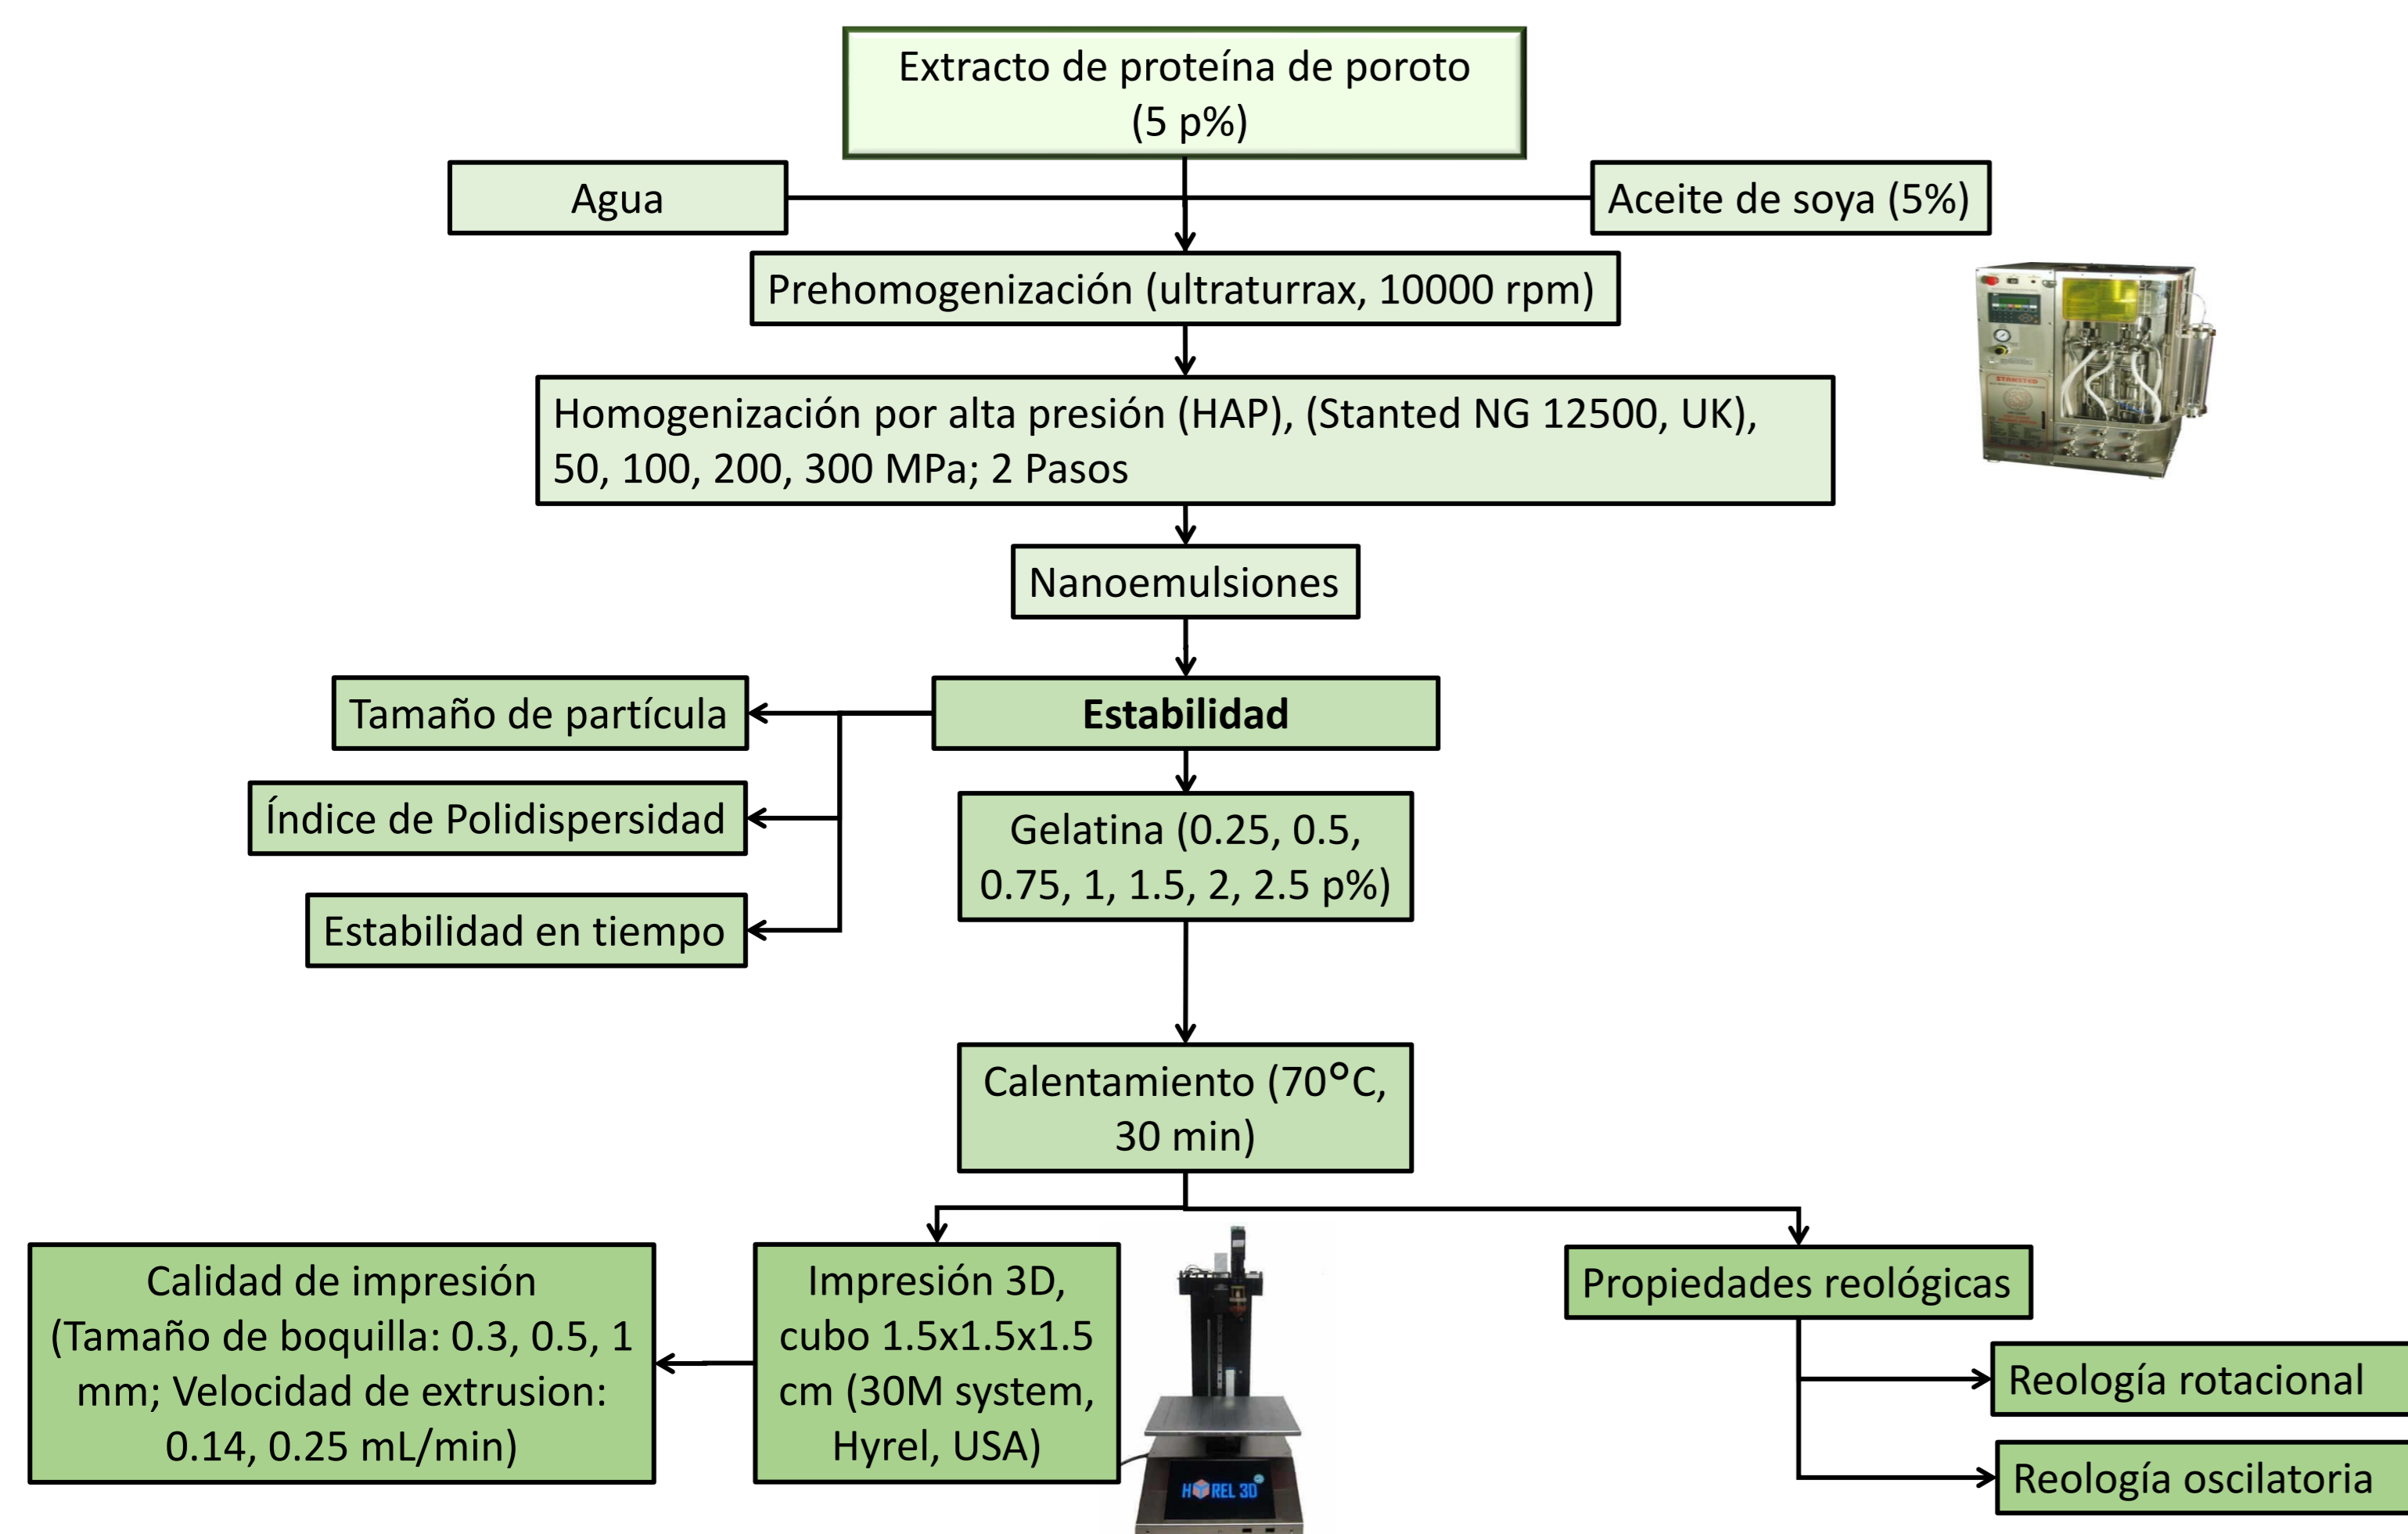 Extracto de proteína de poroto
(5 p%)
Agua
Aceite de soya (5%)
Prehomogenización (ultraturrax, 10000 rpm)
Homogenización por alta presión (HAP), (Stanted NG 12500, UK),
50, 100, 200, 300 MPa; 2 Pasos
STANSTED
Nanoemulsiones
Tamaño de partícula
Estabilidad
Índice de Polidispersidad
Gelatina (0.25, 0.5,
0.75, 1, 1.5, 2, 2.5 p%)
Estabilidad en tiempo
Calentamiento (70°C,
30 min)
Calidad de impresión
(Tamaño de boquilla: 0.3, 0.5, 1
mm; Velocidad de extrusion:
0.14, 0.25 mL/min)
Impresión 3D,
cubo 1.5x1.5x1.5
cm (30M system,
Hyrel, USA)
HYREL 3D
Propiedades reológicas
Reología rotacional
Reología oscilatoria